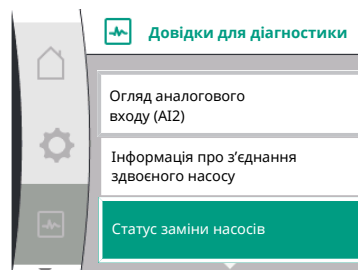 Довідки для діагностики
Огляд аналогового
входу (AI2)
Інформація про з’єднання
здвоєного насосу
Статус заміни насосів